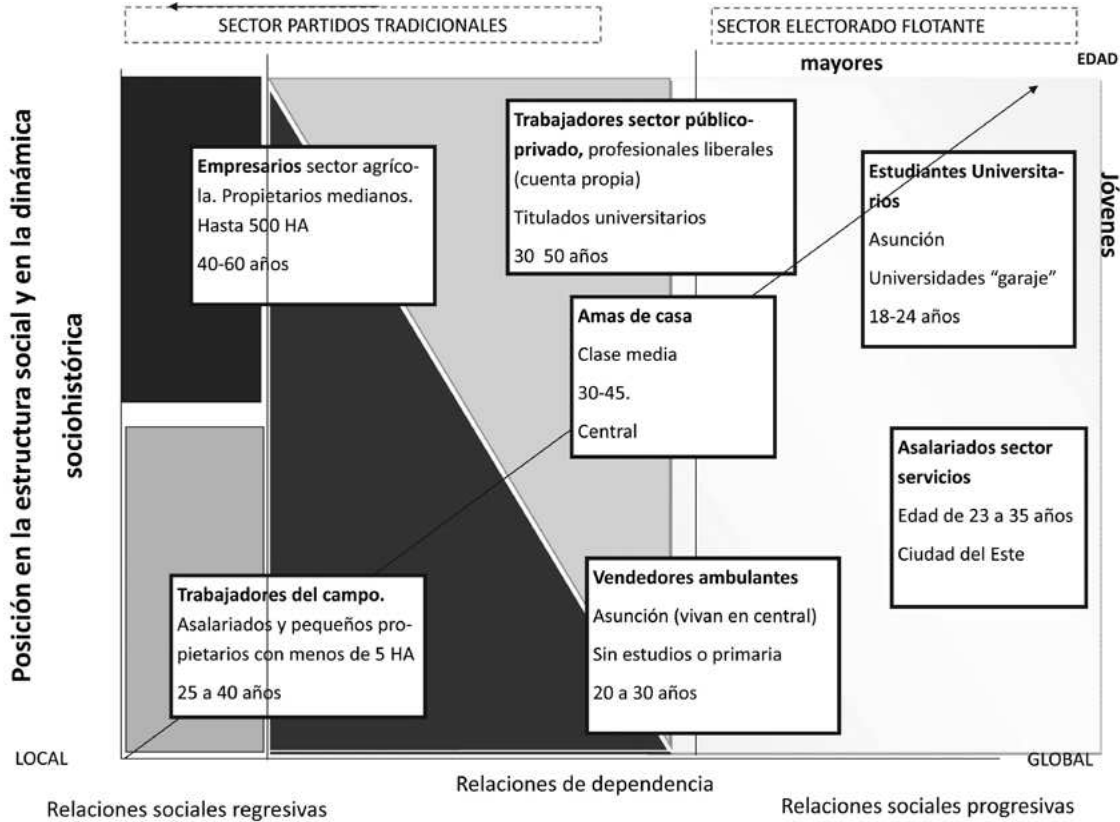 SECTOR PARTIDOS TRADICIONALES
SECTOR ELECTORADO FLOTANTE
mayores
EDAD
Jóvenes
Posición en la estructura social y en la dinámica
sociohistórica
Empresarios sector agríco-
la. Propietarios medianos.
Hasta 500 HA
40-60 años
Trabajadores sector público-
privado, profesionales liberales
(cuenta propia)
Titulados universitarios
30 50 años
Estudiantes Universita-
rios
Asunción
Universidades “garaje”
18-24 años
Amas de casa
Clase media
30-45.
Central
Asalariados sector
servicios
Edad de 23 a 35 años
Ciudad del Este
Trabajadores del campo.
Asalariados y pequeños pro-
pietarios con menos de 5 HA
25 a 40 años
Vendedores ambulantes
Asunción (vivan en central)
Sin estudios o primaria
20 a 30 años
LOCAL
GLOBAL
Relaciones de dependencia
Relaciones sociales regresivas
Relaciones sociales progresivas